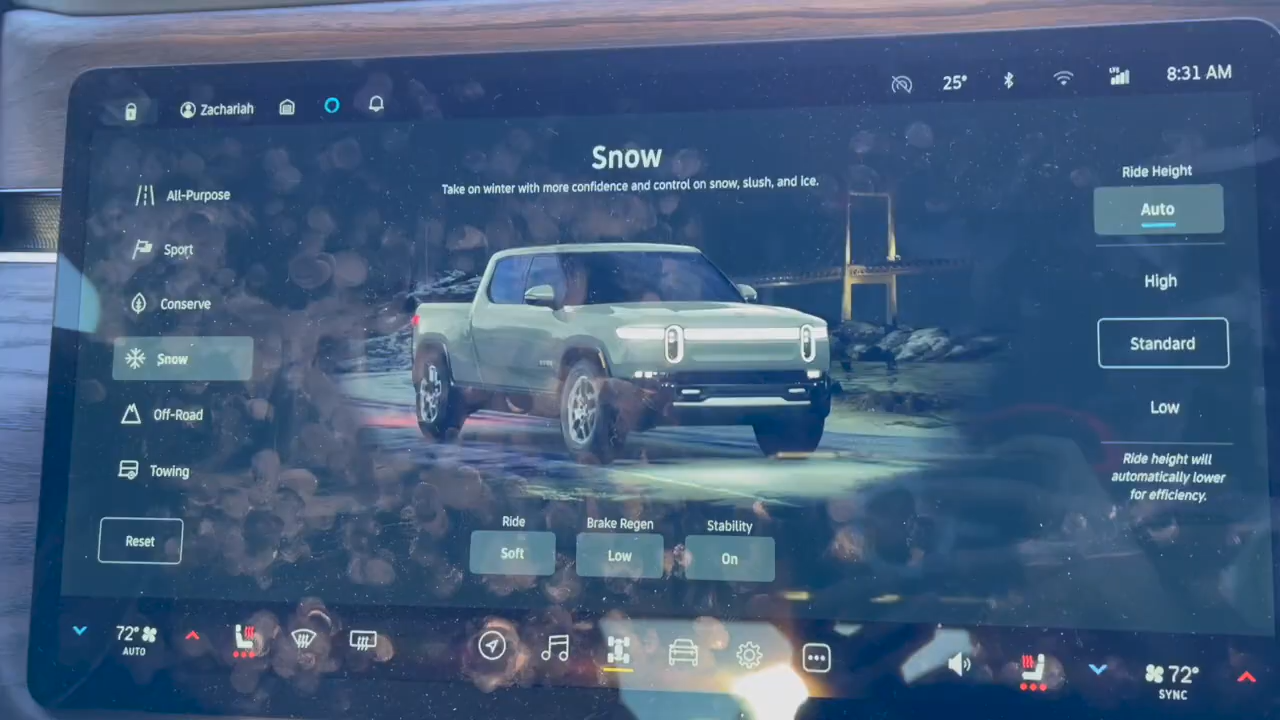 Zachariah
25°
LTE
8:31 AM
Snow
Take on winter with more confidence and control on snow, slush, and ice.
All-Purpose
Sport
Conserve
Snow
Off-Road
Towing
Reset
Ride Height
Auto
High
Standard
Low
Ride height will
automatically lower
for efficiency.
Ride
Brake Regen
Stability
Soft
Low
On
72°
AUTO
72°
SYNC